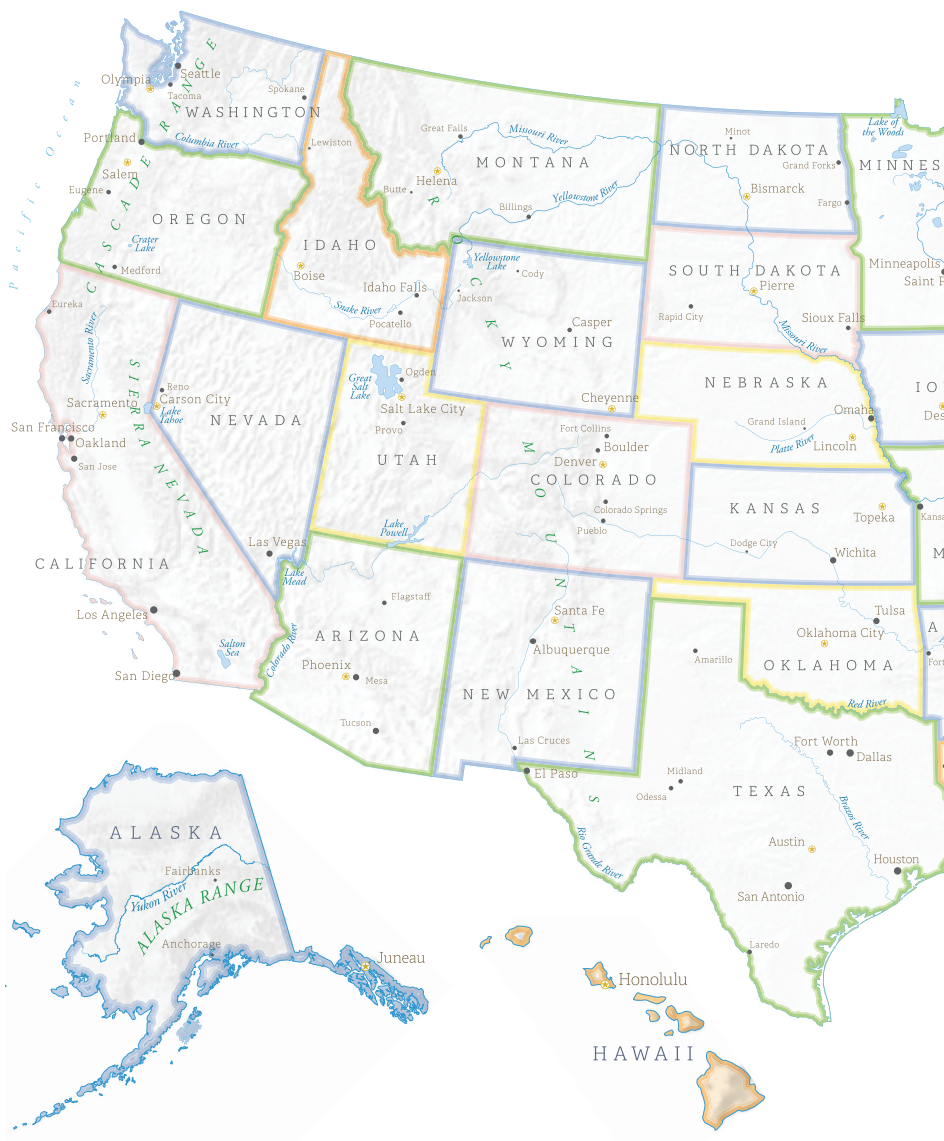 Pacific Ocean
Olympia
Seattle
Tacoma
Spokane
WASHINGTON
Columbia River
CASCADE RANGE
Portland
Salem
Eugene
OREGON
Crater
Lake
Medford
Lewiston
IDAHO
Boise
Idaho Falls
Snake River
Pocatello
Great Falls
Missouri River
MONTANA
Helena
Butte
Billings
Yellowstone River
ROCKY MOUNTAINS
Yellowstone
Lake
Cody
Jackson
Casper
WYOMING
Cheyenne
Minot
NORTH DAKOTA
Grand Forks
Bismarck
Fargo
Lake of
the Woods
MINNES
Minneapolis
Saint P
SOUTH DAKOTA
Pierre
Rapid City
Sioux Falls
Missouri River
NEBRASKA
Grand Island
Omaha
Platte River
Lincoln
IO
Des
Eureka
Sacramento River
SIERRA NEVADA
Sacramento
San Francisco
Oakland
San Jose
Reno
Carson City
Lake
Tahoe
NEVADA
Las Vegas
Lake
Mead
CALIFORNIA
Los Angeles
Salton
Sea
San Diego
Great
Salt
Lake
Ogden
Salt Lake City
Provo
UTAH
Lake
Powell
Fort Collins
Boulder
Denver
COLORADO
Colorado Springs
Pueblo
KANSAS
Topeka
Dodge City
Wichita
Kansa
M
Colorado River
Flagstaff
ARIZONA
Phoenix
Mesa
Tucson
Santa Fe
Albuquerque
NEW MEXICO
Las Cruces
El Paso
Tulsa
Oklahoma City
OKLAHOMA
Red River
A
Fort
Amarillo
Fort Worth
Dallas
Midland
Odessa
TEXAS
Brazos River
Rio Grande River
Austin
Houston
San Antonio
Laredo
ALASKA
Fairbanks
Yukon River
ALASKA RANGE
Anchorage
Juneau
Honolulu
HAWAII